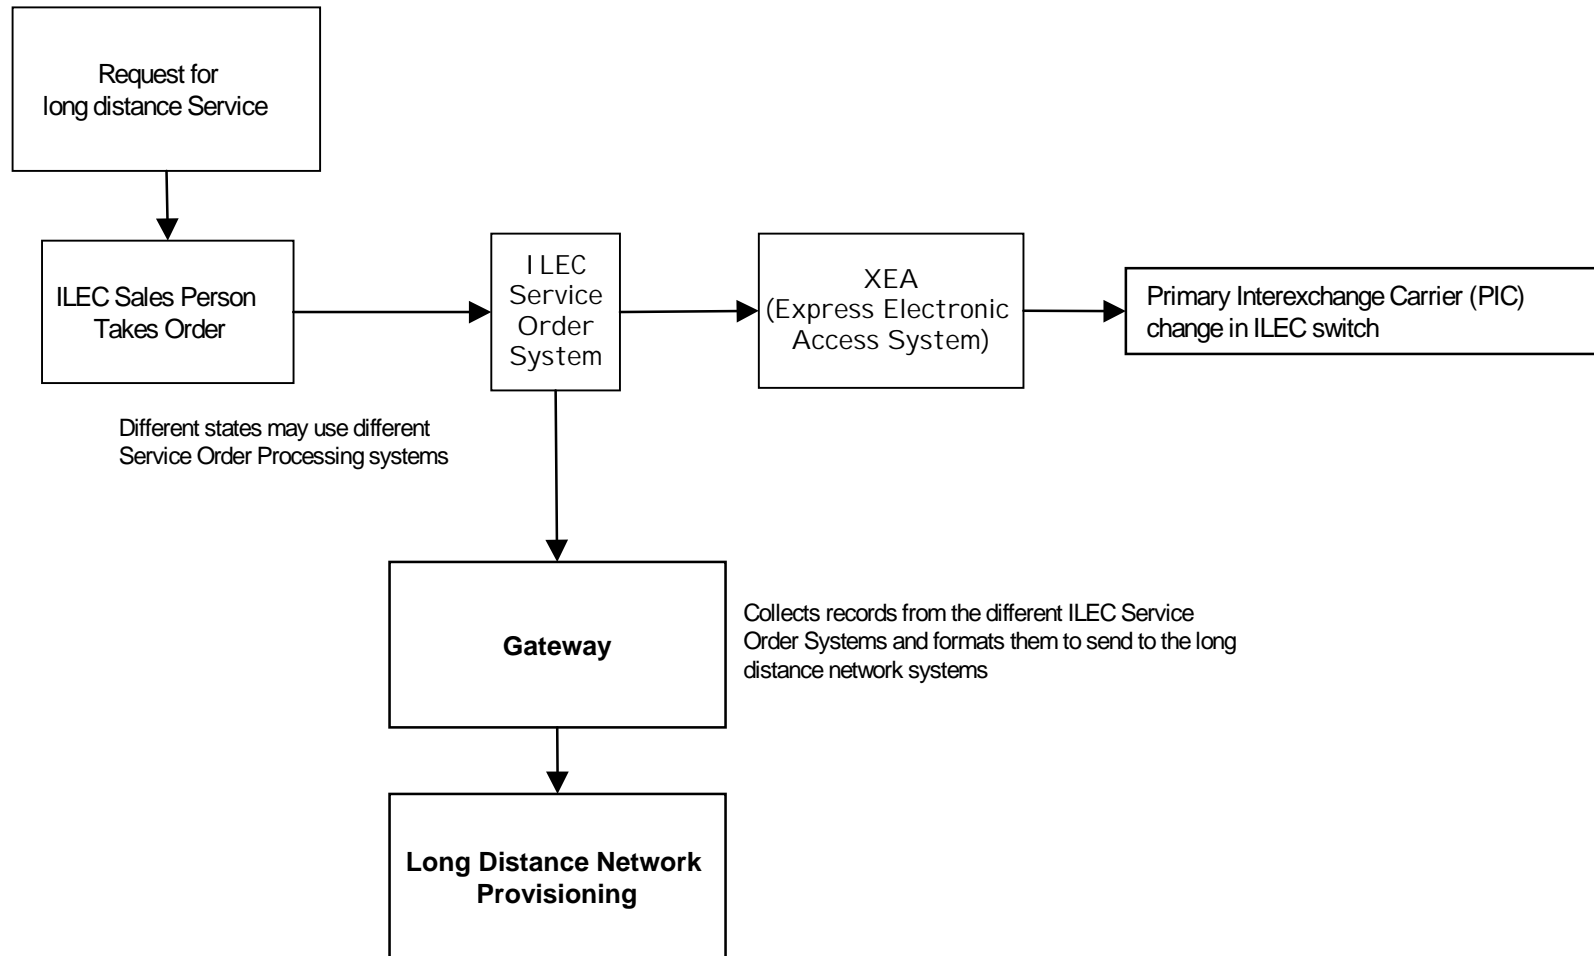 Request for
long distance Service
ILEC Sales Person
Takes Order
ILEC
Service
Order
System
XEA
(Express Electronic
Access System)
Primary Interexchange Carrier (PIC)
change in ILEC switch
Different states may use different
Service Order Processing systems
Gateway
Collects records from the different ILEC Service
Order Systems and formats them to send to the long
distance network systems
Long Distance Network
Provisioning